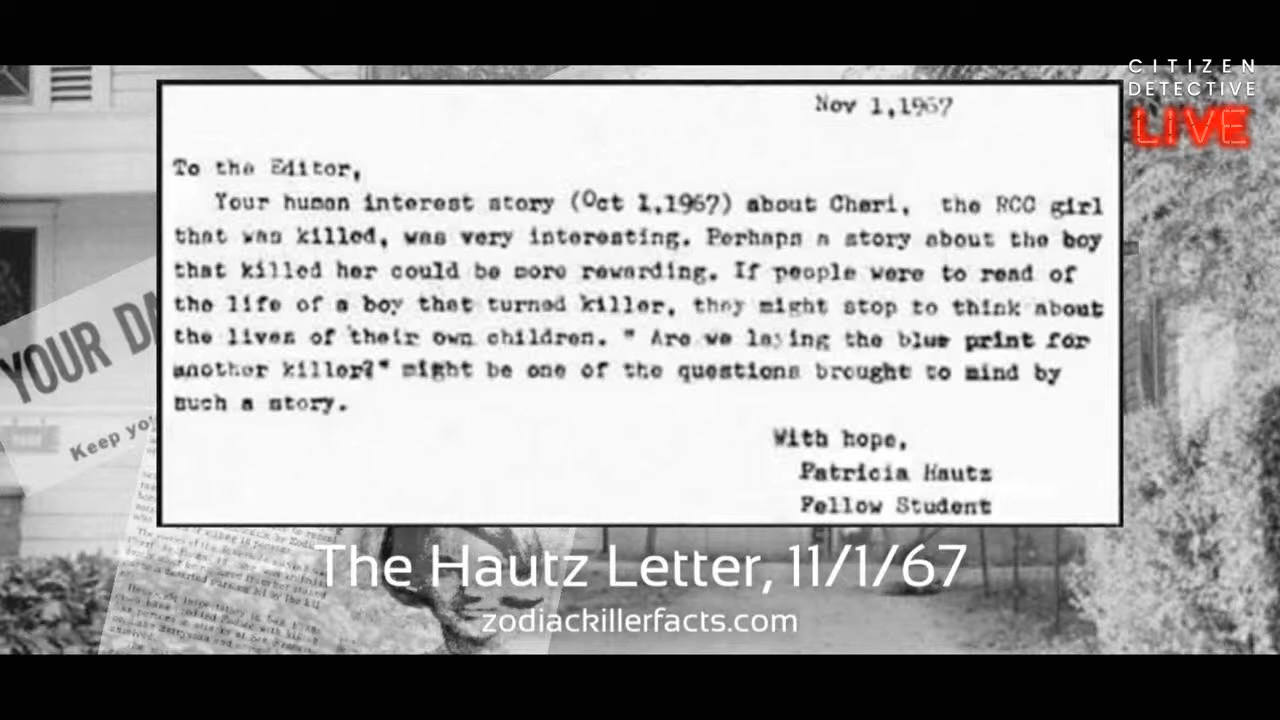 CITIZEN
DETECTIVE
LIVE
Nov 1,1967
To the Editor,
Your human interest story (Oct 1,1967) about Cheri, the RCC girl
that was killed, was very interesting. Perhaps a story about the boy
that killed her could be more rewarding. If people were to read of
the life of a boy that turned killer, they might stop to think about
the lives of their own children. " Are we laying the blue print for
another killer?" might be one of the questions brought to mind by
such a story.
With hope,
Patricia Hautz
Fellow Student
YOUR
Keep
The Hautz Letter, 11/1/67
zodiackillerfacts.com